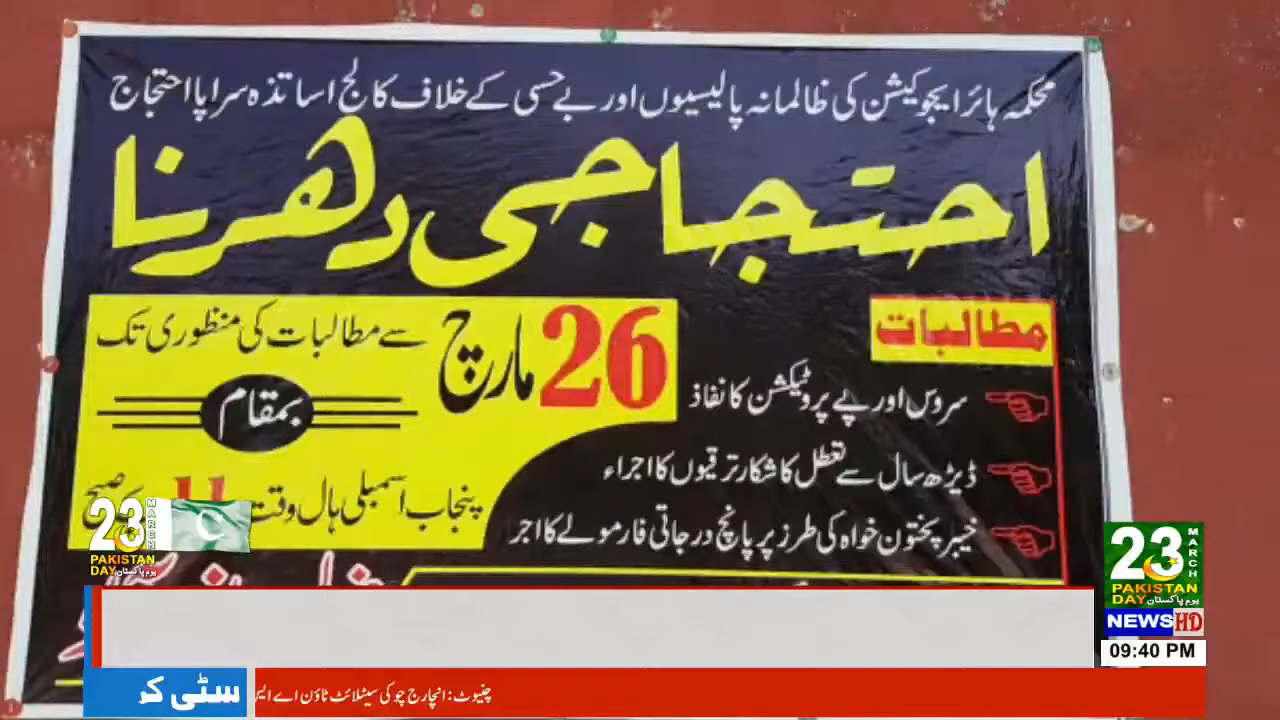 محکمہ ہائر ایجوکیشن کی ظالمانہ پالیسیوں اور بے حسی کے خلاف کالج اساتذہ سراپا احتجاج
احتجاجی دھرنا
26 مارچ سے مطالبات کی منظوری تک
بمقام
پنجاب اسمبلی ہال وقت 11 بجے صبح
مطالبات
سروس اور پے پروٹیکشن کا نفاذ
ڈیڑھ سال سے تعطل کا شکار ترقیوں کا اجراء
خیبر پختون خواہ کی طرز پر پانچ درجاتی فارمولے کا اجر
23 MARCH
PAKISTAN
DAY یوم پاکستان
23 MARCH
PAKISTAN
DAY یوم پاکستان
NEWS HD
09:40 PM
سٹی کر
چنیوٹ: انچارج چوکی سیٹلائٹ ٹاؤن اے ایس